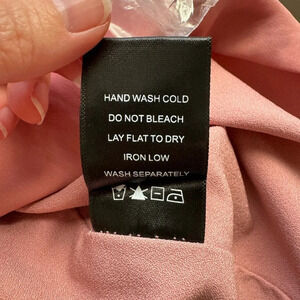 HAND WASH COLD
DO NOT BLEACH
LAY FLAT TO DRY
IRON LOW
WASH SEPARATELY